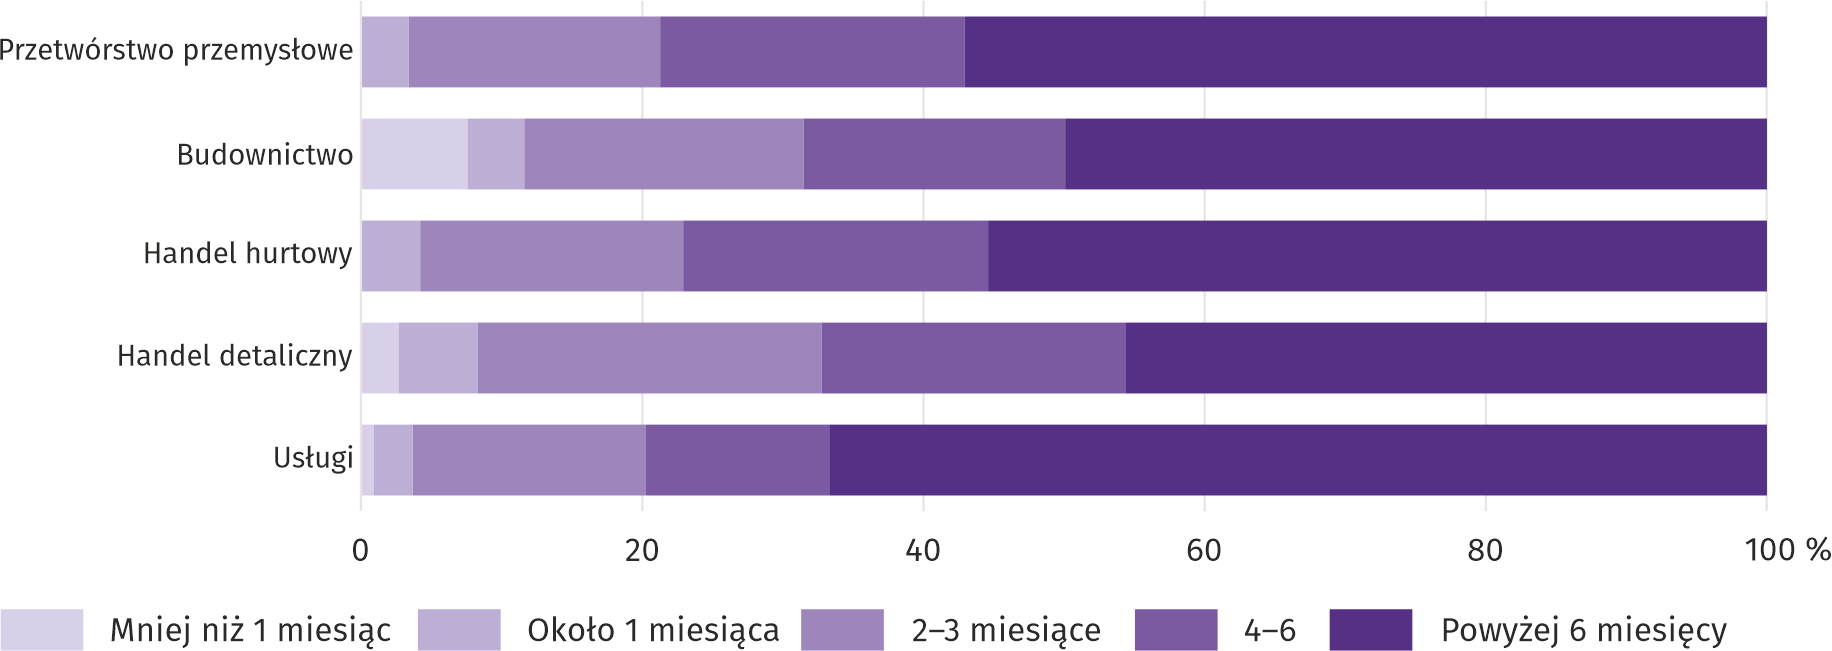 Przetwórstwo przemysłowe
Budownictwo
Handel hurtowy
Handel detaliczny
Usługi
0 20 40 60 80 100 %
Mniej niż 1 miesiąc Około 1 miesiąca 2–3 miesiące 4–6 Powyżej 6 miesięcy